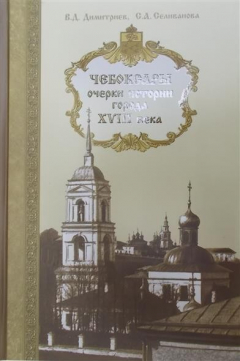 В.Д. Димитриев, С.А. Селиванова
ЧЕБОКСАРЫ
очерки истории
города
XVIII века